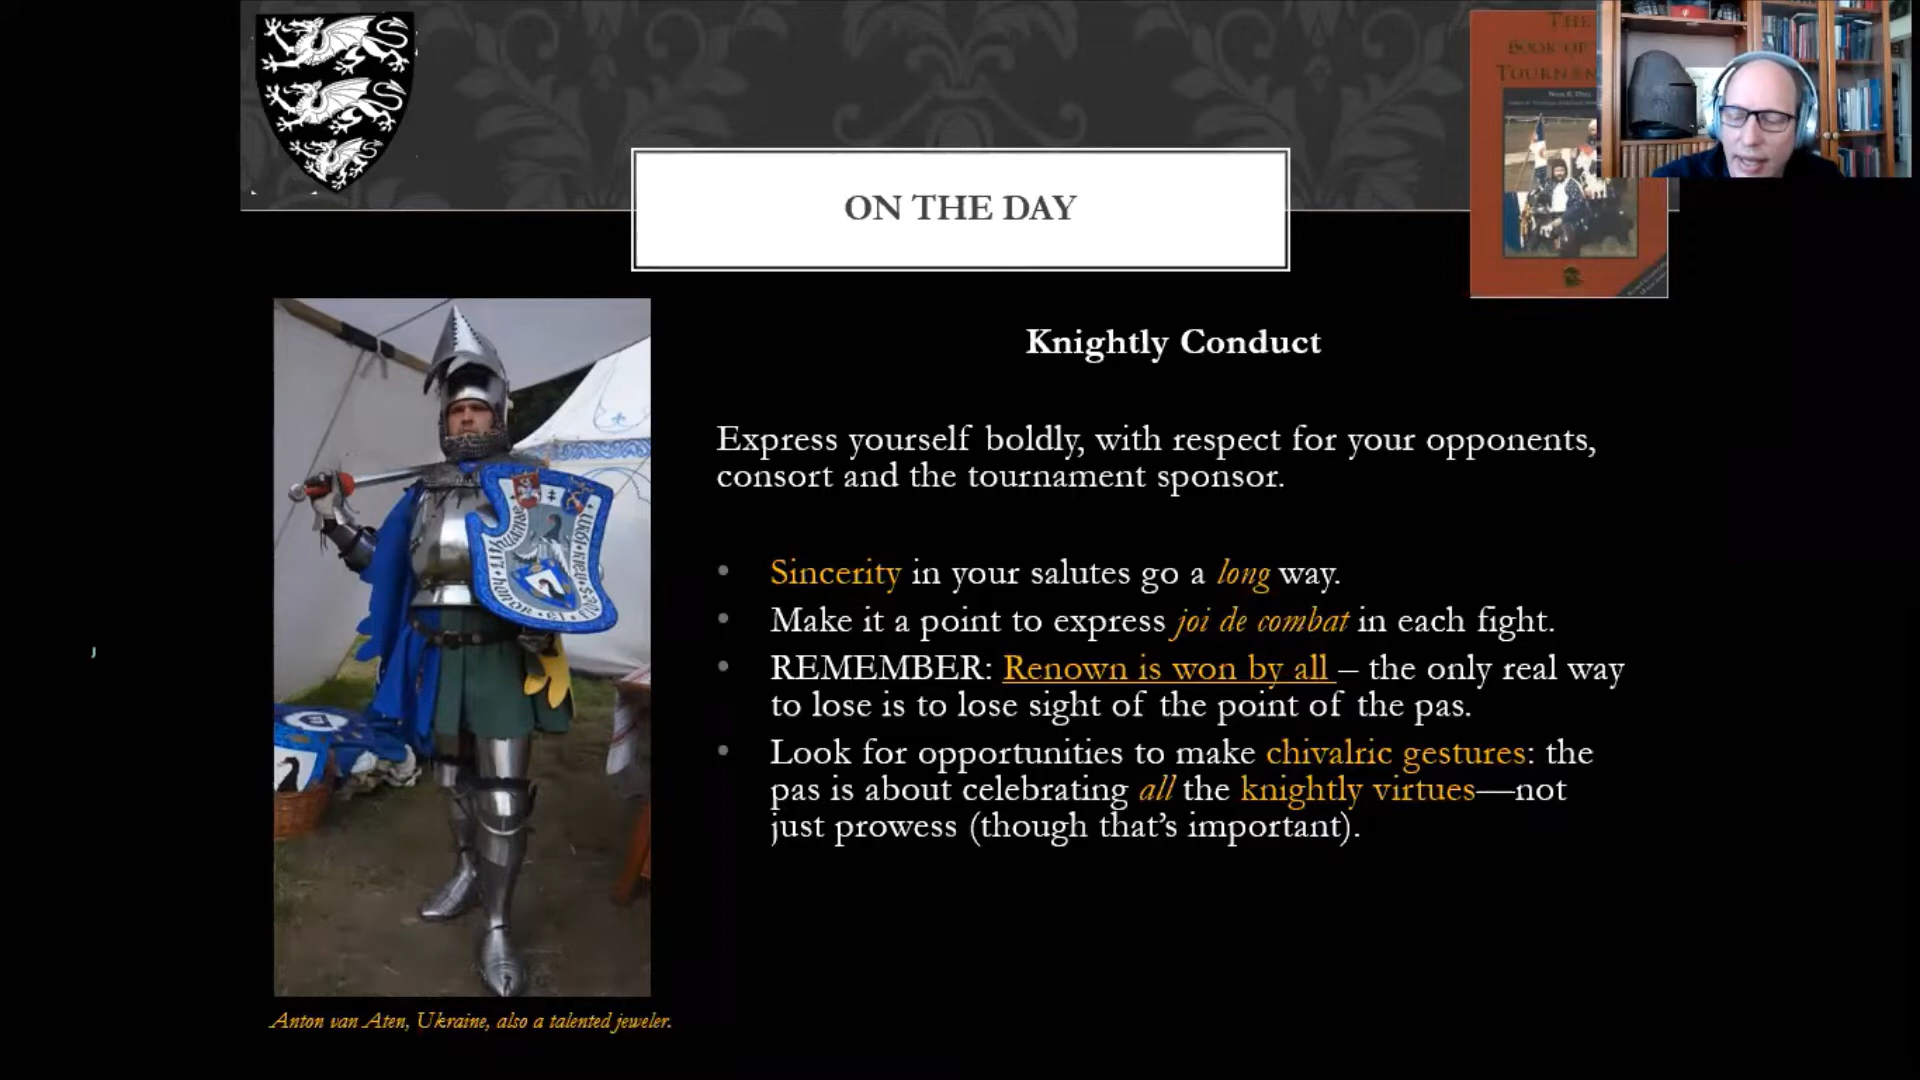 THE
BOOK OF
TOURNAM
ON THE DAY
Knightly Conduct
Express yourself boldly, with respect for your opponents,
consort and the tournament sponsor.
• Sincerity in your salutes go a long way.
• Make it a point to express joi de combat in each fight.
• REMEMBER: Renown is won by all – the only real way
to lose is to lose sight of the point of the pas.
• Look for opportunities to make chivalric gestures: the
pas is about celebrating all the knightly virtues—not
just prowess (though that’s important).
Anton van Aten, Ukraine, also a talented jeweler.